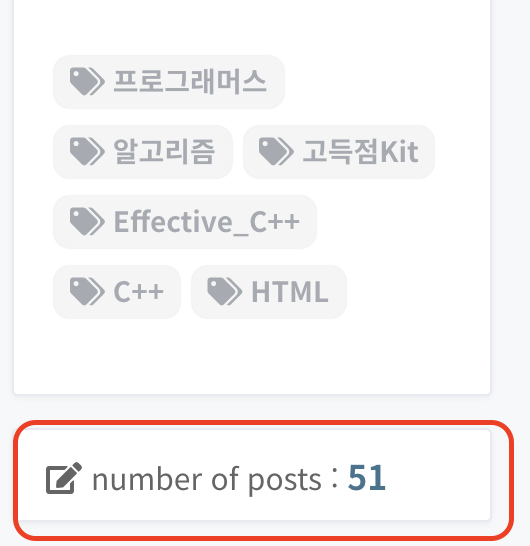 프로그래머스
알고리즘 고득점Kit
Effective_C++
C++ HTML
number of posts : 51